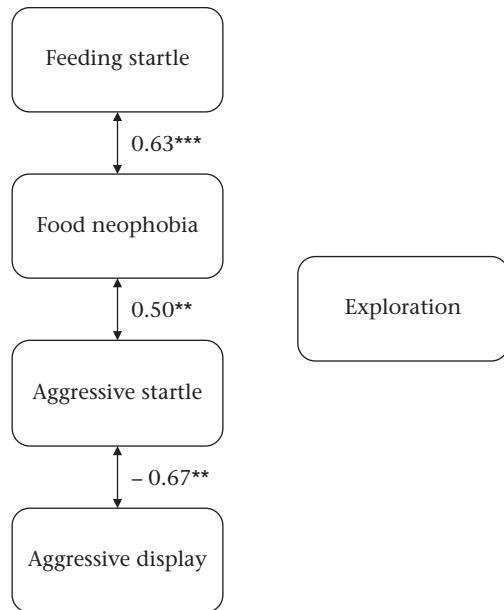 Feeding startle
0.63***
Food neophobia
0.50**
Exploration
Aggressive startle
– 0.67**
Aggressive display